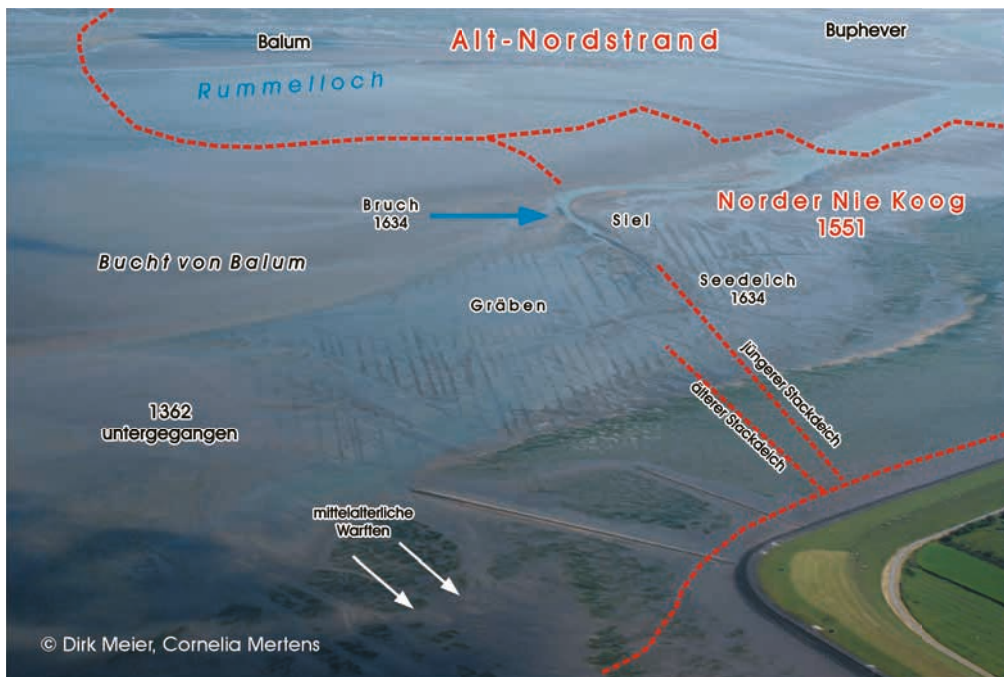 Balum
Alt-Nordstrand
Buphever
Rummelloch
Bruch
1634
Siel
Norder Nie Koog
1551
Bucht von Balum
Gräben
Seedeich
1634
jüngerer Stackdeich
älterer Stackdeich
1362
untergegangen
mittelalterliche
Warften
© Dirk Meier, Cornelia Mertens